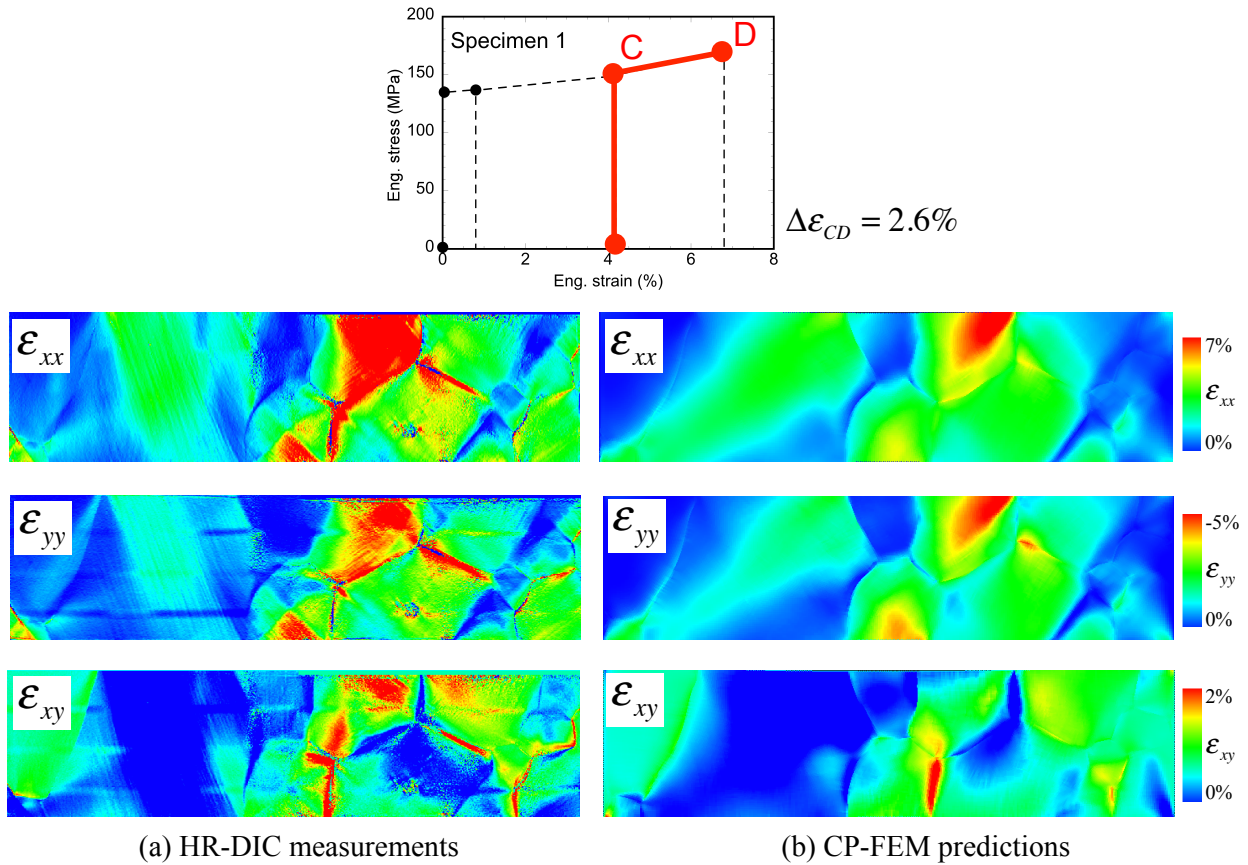 Specimen 1
C
D
200
150
100
50
0
Eng. stress (MPa)
0
2
4
6
8
Eng. strain (%)
Δε_CD = 2.6%
ε_xx
ε_xx
7%
ε_xx
0%
ε_yy
ε_yy
-5%
ε_yy
0%
ε_xy
ε_xy
2%
ε_xy
0%
(a) HR-DIC measurements
(b) CP-FEM predictions